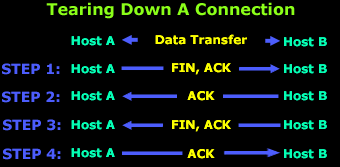 Tearing Down A Connection
Host A Data Transfer Host B
STEP 1: Host A FIN, ACK Host B
STEP 2: Host A ACK Host B
STEP 3: Host A FIN, ACK Host B
STEP 4: Host A ACK Host B